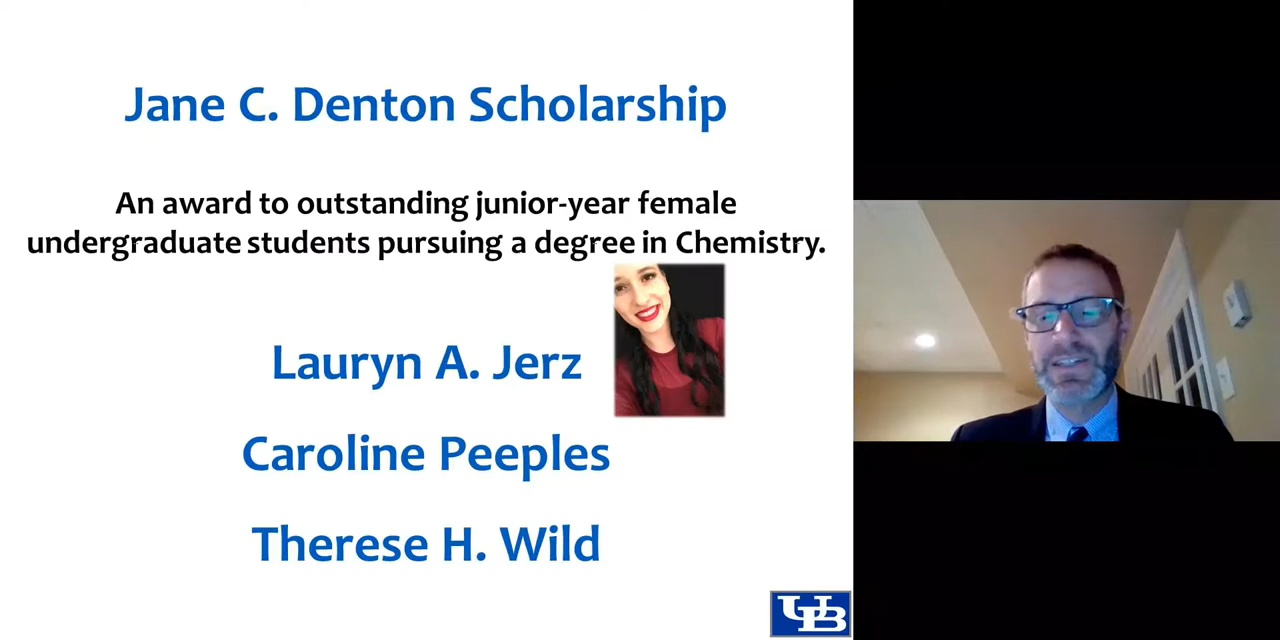 Jane C. Denton Scholarship
An award to outstanding junior-year female
undergraduate students pursuing a degree in Chemistry.
Lauryn A. Jerz
Caroline Peeples
Therese H. Wild
UB